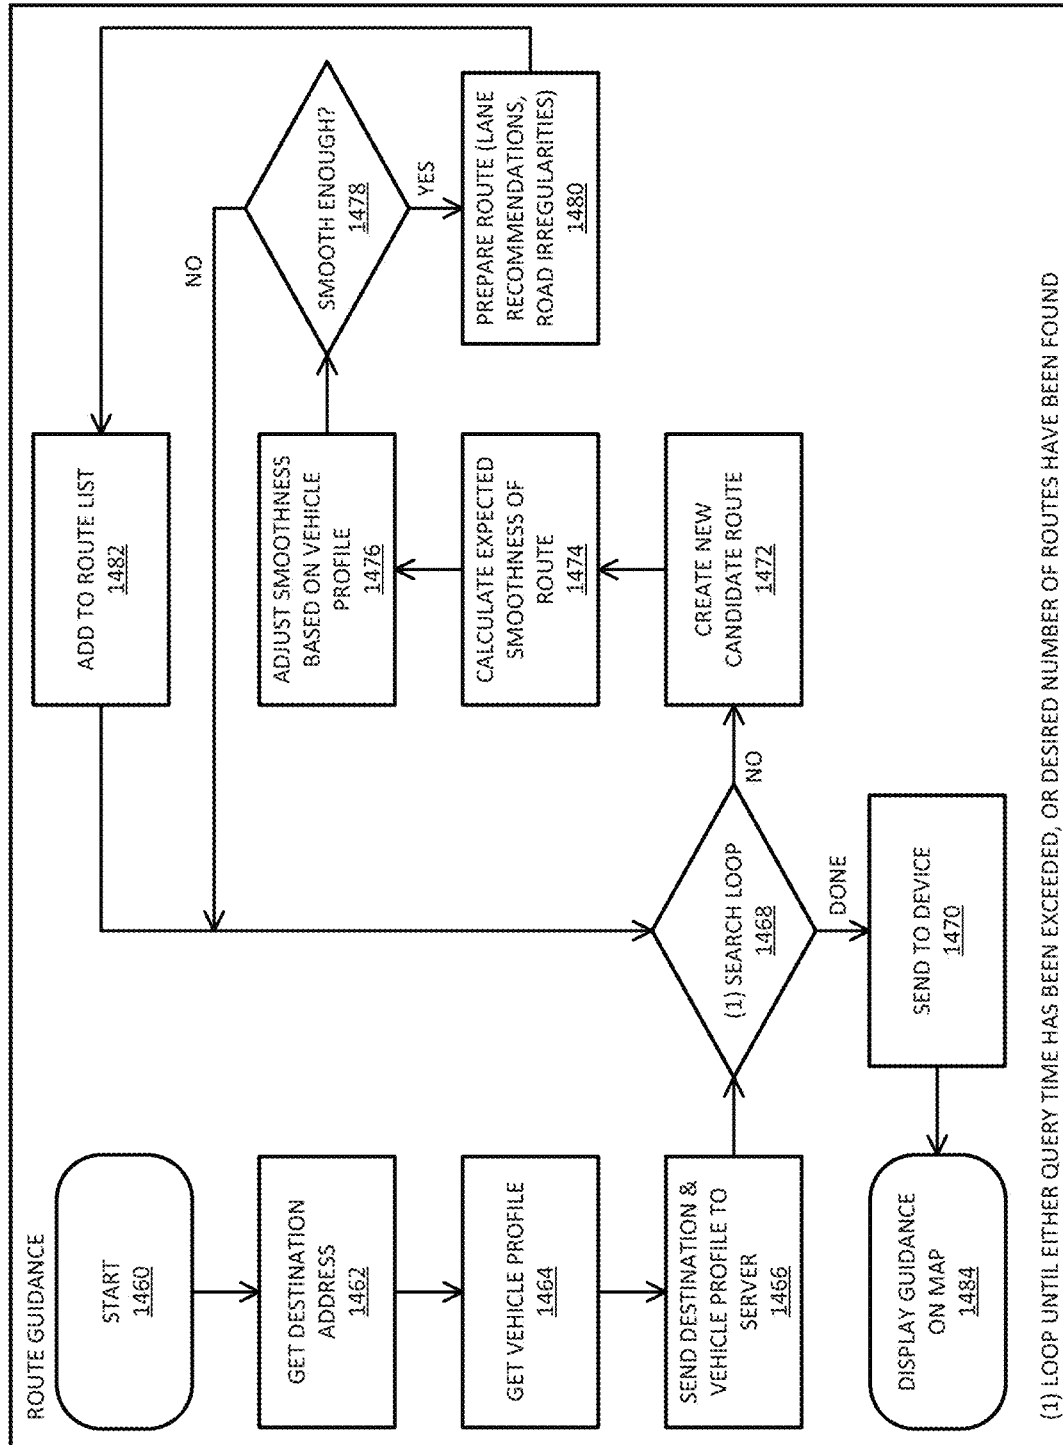 ROUTE GUIDANCE
START
1460
GET DESTINATION
ADDRESS
1462
GET VEHICLE PROFILE
1464
SEND DESTINATION &
VEHICLE PROFILE TO
SERVER
1466
(1) SEARCH LOOP
1468
NO
DONE
SEND TO DEVICE
1470
DISPLAY GUIDANCE
ON MAP
1484
CREATE NEW
CANDIDATE ROUTE
1472
CALCULATE EXPECTED
SMOOTHNESS OF
ROUTE
1474
ADJUST SMOOTHNESS
BASED ON VEHICLE
PROFILE
1476
SMOOTH ENOUGH?
1478
NO
YES
PREPARE ROUTE (LANE
RECOMMENDATIONS,
ROAD IRREGULARITIES)
1480
ADD TO ROUTE LIST
1482
(1) LOOP UNTIL EITHER QUERY TIME HAS BEEN EXCEEDED, OR DESIRED NUMBER OF ROUTES HAVE BEEN FOUND